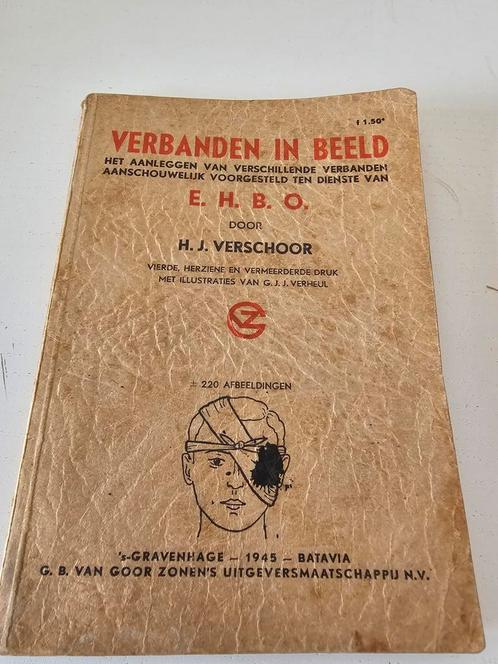 f 1.50*
VERBANDEN IN BEELD
HET AANLEGGEN VAN VERSCHILLENDE VERBANDEN
AANSCHOUWELIJK VOORGESTELD TEN DIENSTE VAN
E. H. B. O.
DOOR
H. J. VERSCHOOR
VIERDE, HERZIENE EN VERMEERDERDE DRUK
MET ILLUSTRATIES VAN G. J. J. VERHEUL
± 220 AFBEELDINGEN
's-GRAVENHAGE – 1945 – BATAVIA
G. B. VAN GOOR ZONEN'S UITGEVERSMAATSCHAPPIJ N.V.